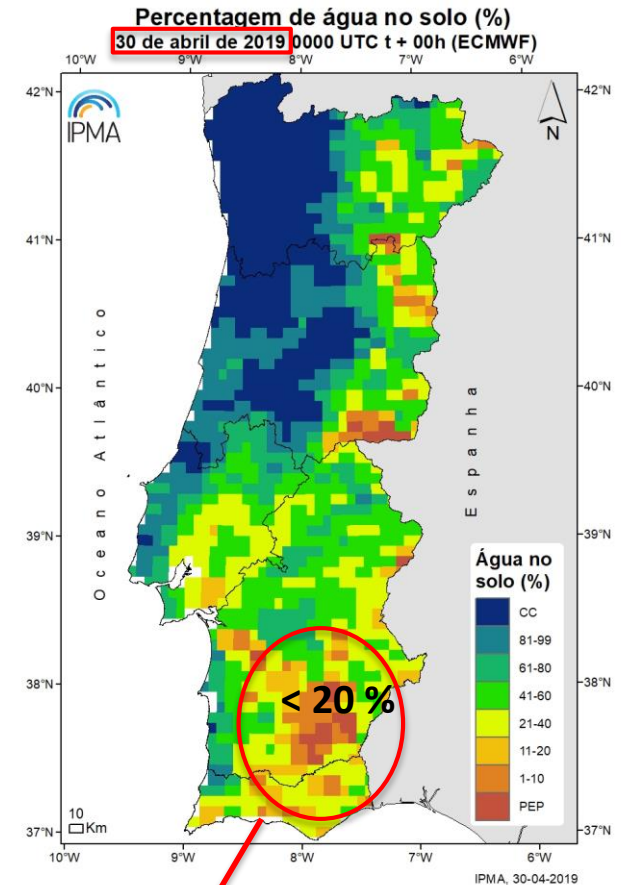 Percentagem de água no solo (%)
30 de abril de 2019 0000 UTC t + 00h (ECMWF)
10°W 9°W 8°W 7°W 6°W
42°N 42°N
IPMA
N
41°N 41°N
Oceano Atlântico
40°N 40°N
Espanha
39°N 39°N
Água no
solo (%)
CC
81-99
61-80
41-60
21-40
11-20
1-10
PEP
38°N 38°N
< 20 %
10
Km
37°N 37°N
10°W 9°W 8°W 7°W 6°W
IPMA, 30-04-2019